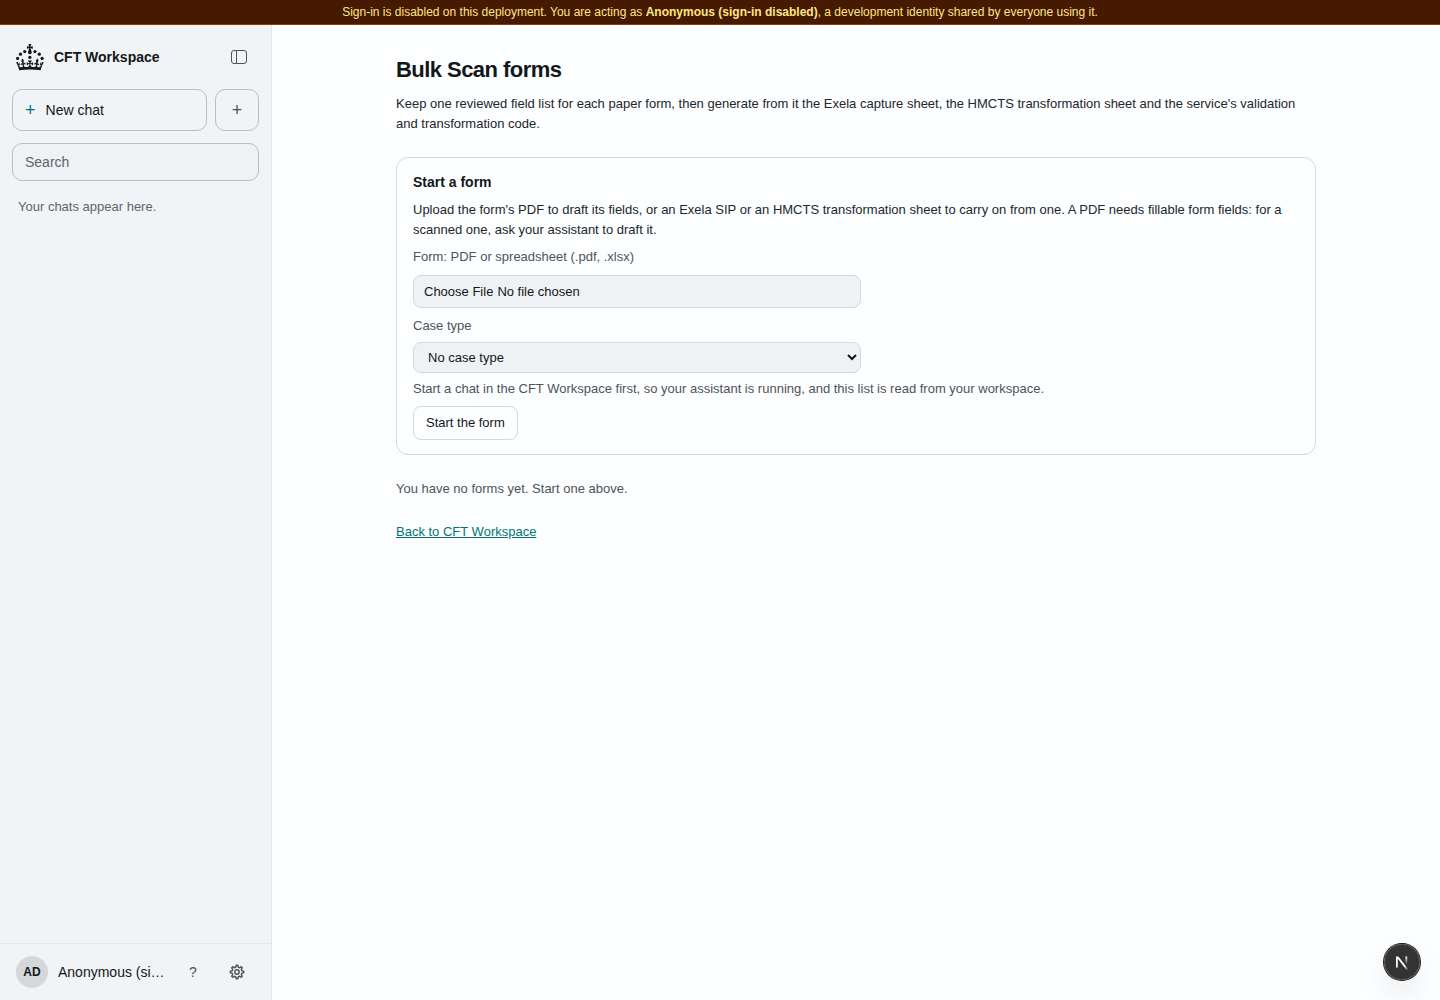 Sign-in is disabled on this deployment. You are acting as Anonymous (sign-in disabled), a development identity shared by everyone using it.
CFT Workspace
+ New chat
+
Search
Your chats appear here.
Bulk Scan forms
Keep one reviewed field list for each paper form, then generate from it the Exela capture sheet, the HMCTS transformation sheet and the service's validation
and transformation code.
Start a form
Upload the form's PDF to draft its fields, or an Exela SIP or an HMCTS transformation sheet to carry on from one. A PDF needs fillable form fields: for a
scanned one, ask your assistant to draft it.
Form: PDF or spreadsheet (.pdf, .xlsx)
Choose File No file chosen
Case type
No case type
Start a chat in the CFT Workspace first, so your assistant is running, and this list is read from your workspace.
Start the form
You have no forms yet. Start one above.
Back to CFT Workspace
AD Anonymous (si… ?
N